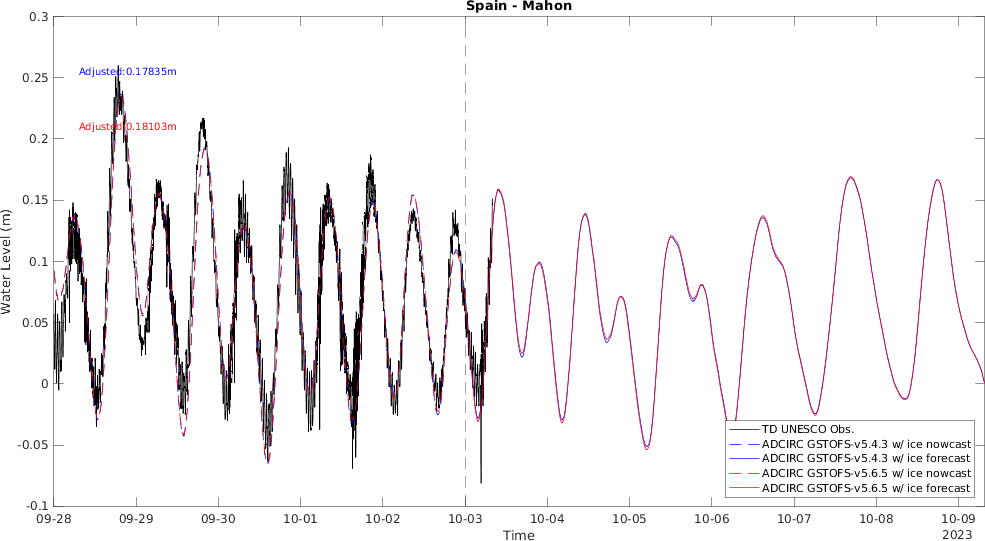 Spain - Mahon
0.3
0.25
0.2
0.15
0.1
0.05
0
-0.05
-0.1
Water Level (m)
Adjusted:0.17835m
Adjusted:0.18103m
TD UNESCO Obs.
ADCIRC GSTOFS-v5.4.3 w/ ice nowcast
ADCIRC GSTOFS-v5.4.3 w/ ice forecast
ADCIRC GSTOFS-v5.6.5 w/ ice nowcast
ADCIRC GSTOFS-v5.6.5 w/ ice forecast
09-28 09-29 09-30 10-01 10-02 10-03 10-04 10-05 10-06 10-07 10-08 10-09
Time
2023